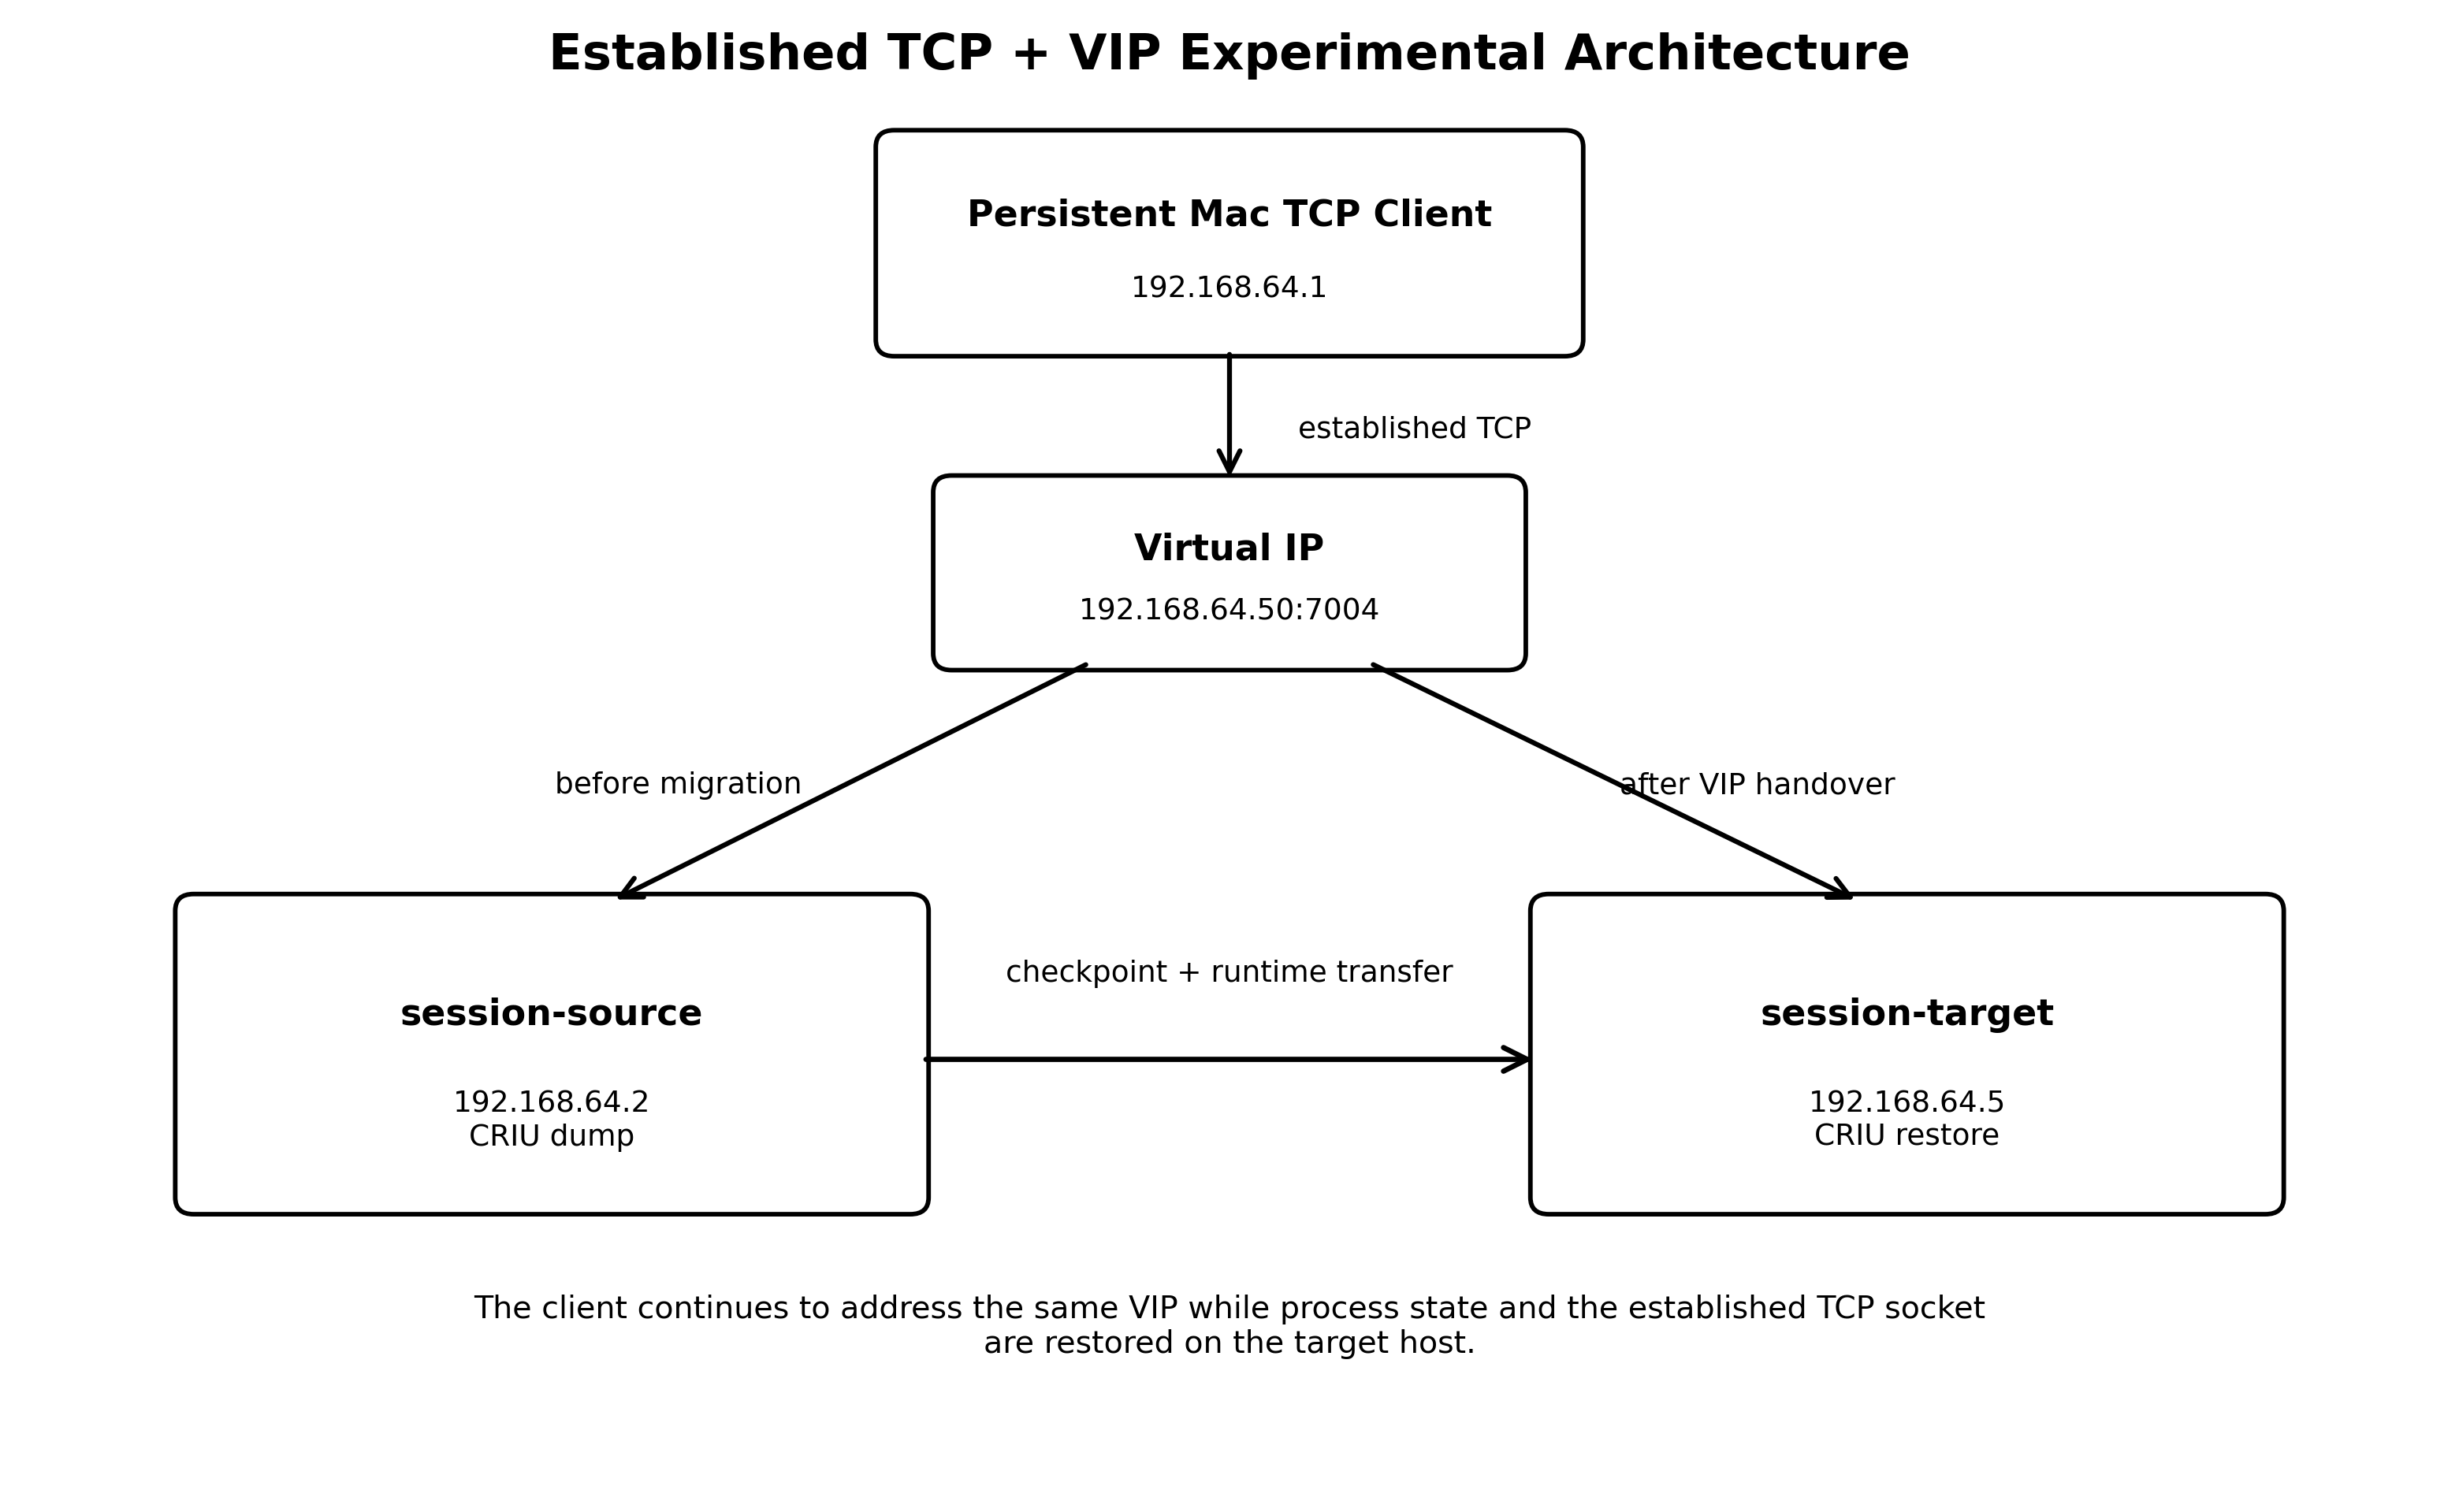 Established TCP + VIP Experimental Architecture
Persistent Mac TCP Client
192.168.64.1
established TCP
Virtual IP
192.168.64.50:7004
before migration
after VIP handover
checkpoint + runtime transfer
session-source
192.168.64.2
CRIU dump
session-target
192.168.64.5
CRIU restore
The client continues to address the same VIP while process state and the established TCP socket
are restored on the target host.